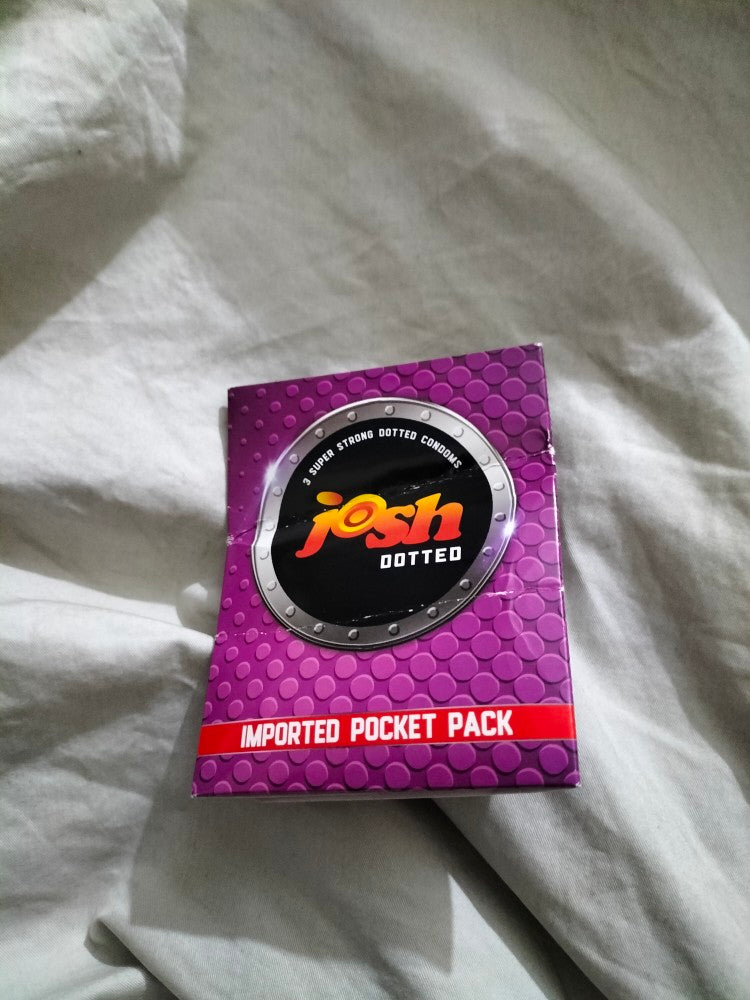 3 SUPER STRONG DOTTED CONDOMS
josh
DOTTED
IMPORTED POCKET PACK